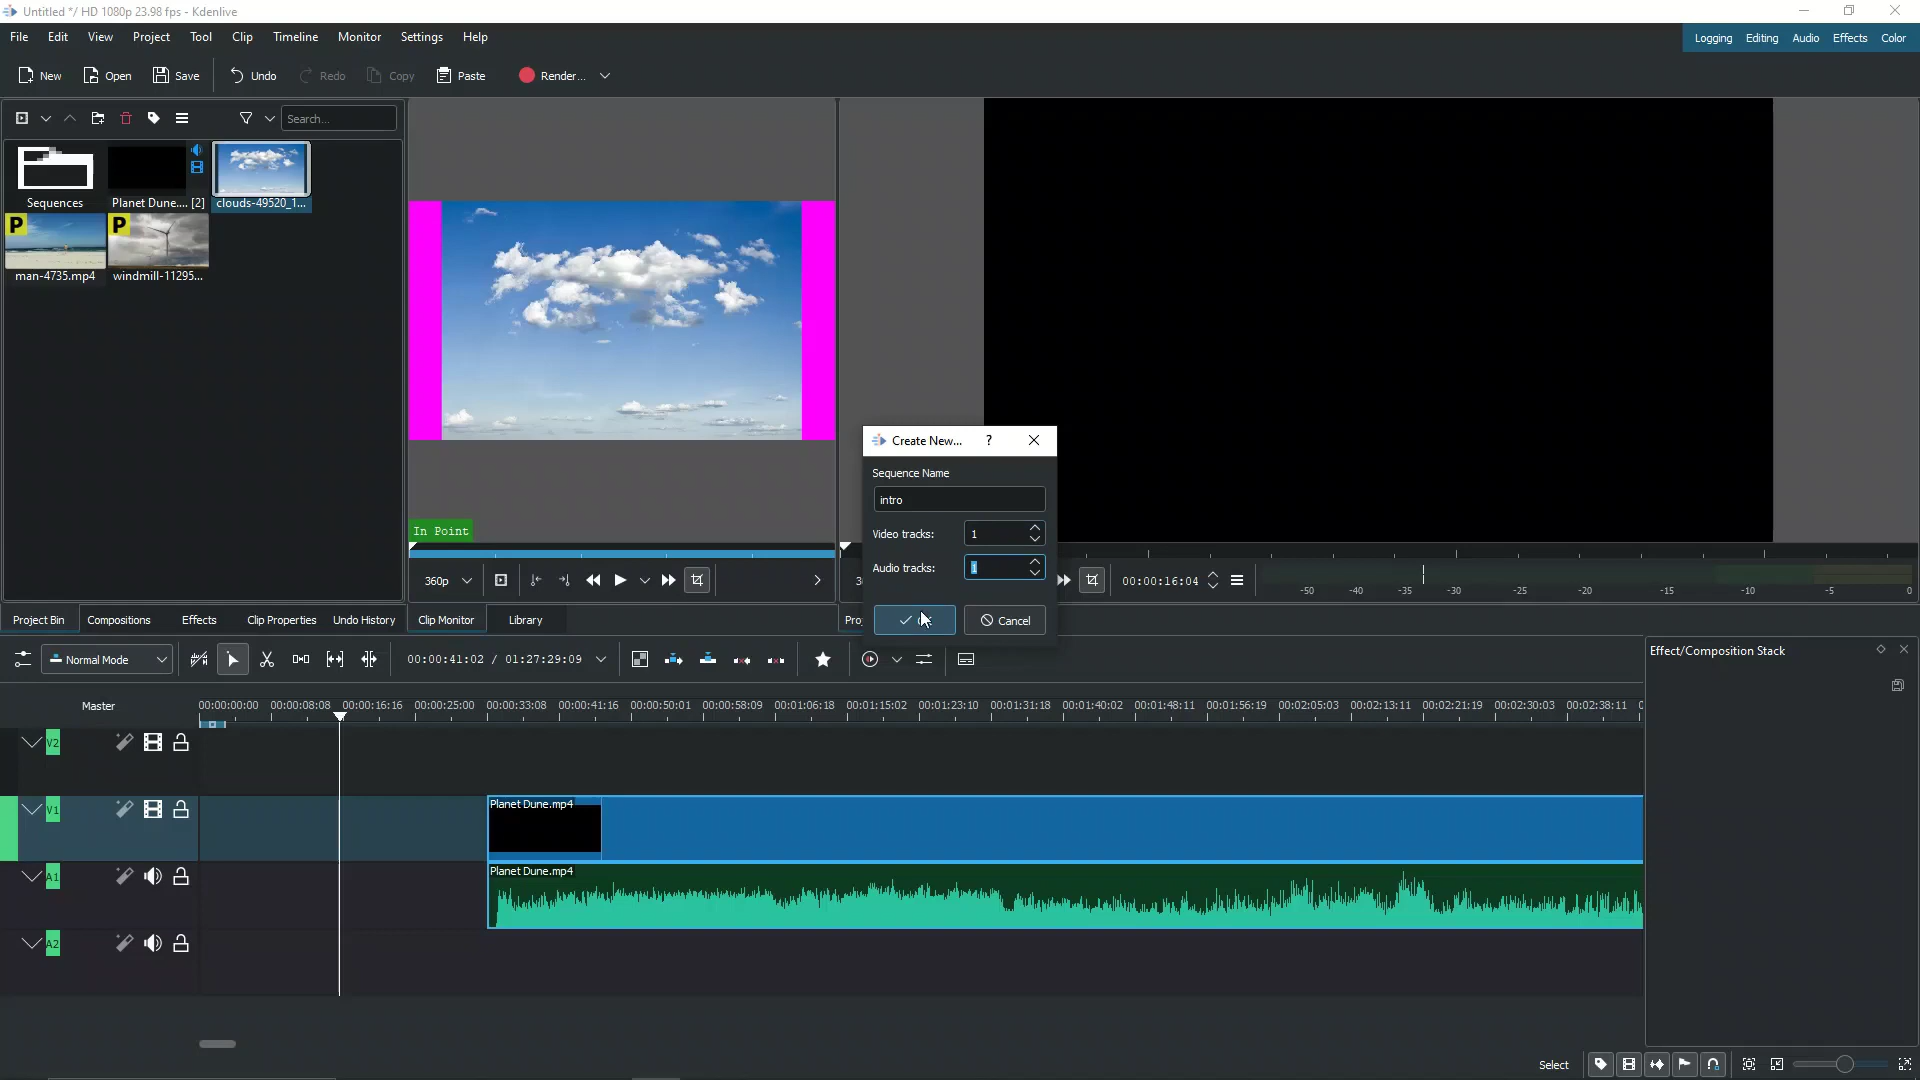 Untitled */ HD 1080p 23.98 fps - Kdenlive
File Edit View Project Tool Clip Timeline Monitor Settings Help
Logging Editing Audio Effects Color
New Open Save Undo Redo Copy Paste Render...
Search...
Sequences Planet Dune.... [2] clouds-49520_1...
P P
man-4735.mp4 windmill-11295...
In Point
360p
Create New... ?
Sequence Name
intro
Video tracks: 1
Audio tracks: 1
Cancel
00:00:16:04
-50 -40 -35 -30 -25 -20 -15 -10 -5 0
Project Bin Compositions Effects Clip Properties Undo History Clip Monitor Library
Normal Mode 00:00:41:02 / 01:27:29:09
Effect/Composition Stack
Master 00:00:00:00 00:00:08:08 00:00:16:16 00:00:25:00 00:00:33:08 00:00:41:16 00:00:50:01 00:00:58:09 00:01:06:18 00:01:15:02 00:01:23:10 00:01:31:18 00:01:40:02 00:01:48:11 00:01:56:19 00:02:05:03 00:02:13:11 00:02:21:19 00:02:30:03 00:02:38:11
V2
V1
Planet Dune.mp4
A1
Planet Dune.mp4
A2
Select